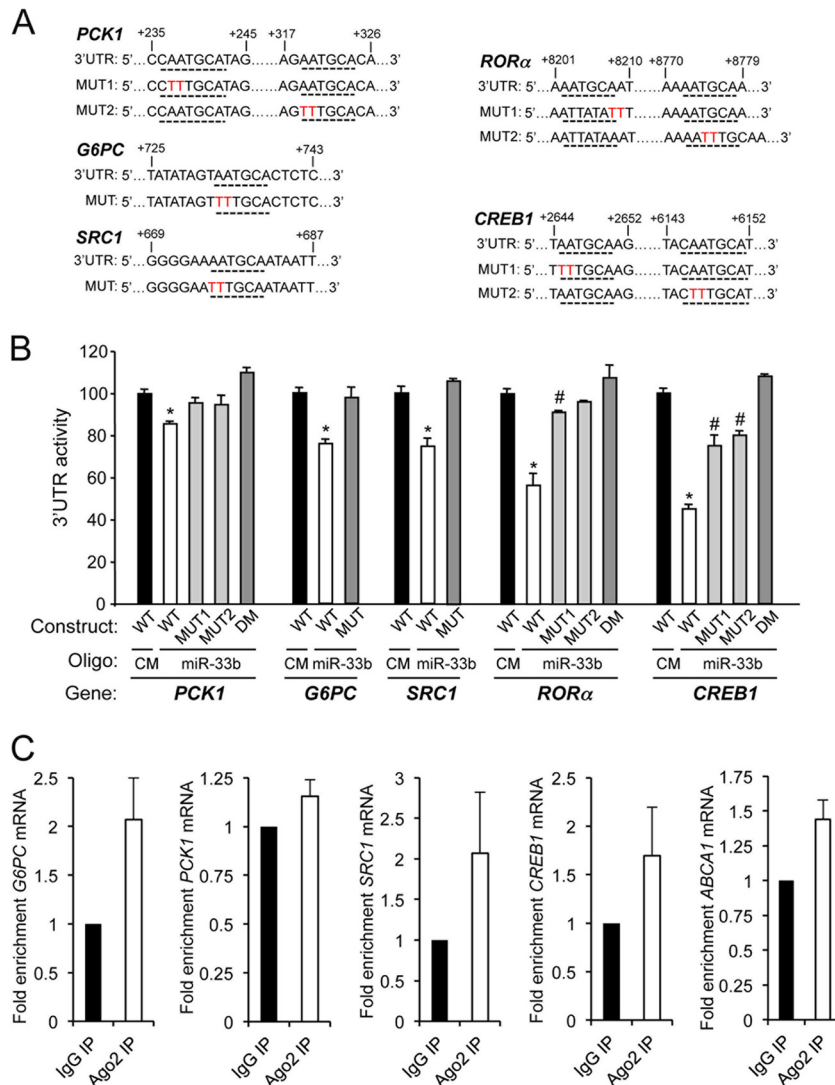 A
PCK1
+235 +245 +317 +326
3'UTR: 5'…CCAATGCATAG……AGAATGCACA…3'
MUT1: 5'…CCTTTGCATAG……AGAATGCACA…3'
MUT2: 5'…CCAATGCATAG……AGTTTGCACA…3'
G6PC
+725 +743
3'UTR: 5'…TATATAGTAATGCACTCTC…3'
MUT: 5'…TATATAGTTTTGCACTCTC…3'
SRC1
+669 +687
3'UTR: 5'…GGGGAAAATGCAATAATT…3'
MUT: 5'…GGGGAATTTGCAATAATT…3'
RORα
+8201 +8210 +8770 +8779
3'UTR: 5'…AAATGCAAT……AAAATGCAA…3'
MUT1: 5'…AATTATATTT……AAAATGCAA…3'
MUT2: 5'…AATTATAAAT……AAAATTTGCAA…3'
CREB1
+2644 +2652 +6143 +6152
3'UTR: 5'…TAATGCAAG……TACAATGCAT…3'
MUT1: 5'…TTTTGCAAG……TACAATGCAT…3'
MUT2: 5'…TAATGCAAG……TACTTTGCAT…3'
B
3'UTR activity
120
100
80
60
40
20
0
* * * * # * # #
Construct: WT WT MUT1 MUT2 DM WT WT MUT WT WT MUT WT WT MUT1 MUT2 DM WT WT MUT1 MUT2 DM
Oligo: CM miR-33b CM miR-33b CM miR-33b CM miR-33b CM miR-33b
Gene: PCK1 G6PC SRC1 RORα CREB1
C
Fold enrichment G6PC mRNA
2.5
2
1.5
1
0.5
0
IgG IP Ago2 IP
Fold enrichment PCK1 mRNA
1.25
1
0.75
0.5
0.25
0
IgG IP Ago2 IP
Fold enrichment SRC1 mRNA
3
2.5
2
1.5
1
0.5
0
IgG IP Ago2 IP
Fold enrichment CREB1 mRNA
2.5
2
1.5
1
0.5
0
IgG IP Ago2 IP
Fold enrichment ABCA1 mRNA
1.75
1.5
1.25
1
0.75
0.5
0.25
0
IgG IP Ago2 IP